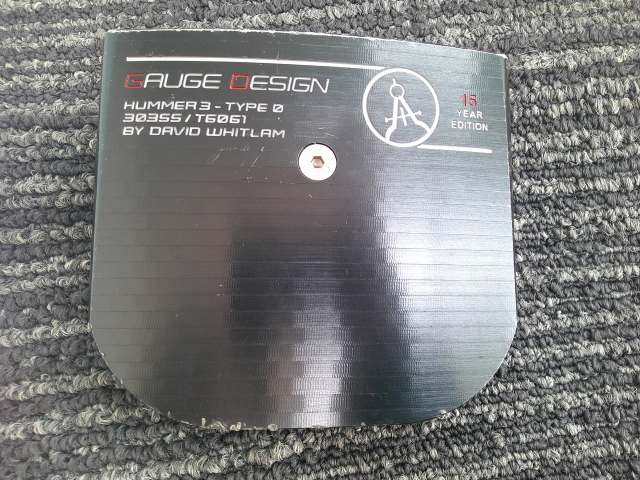 GAUGE DESIGN
HUMMER 3 - TYPE 0
303SS / T6061
BY DAVID WHITLAM
15
YEAR
EDITION